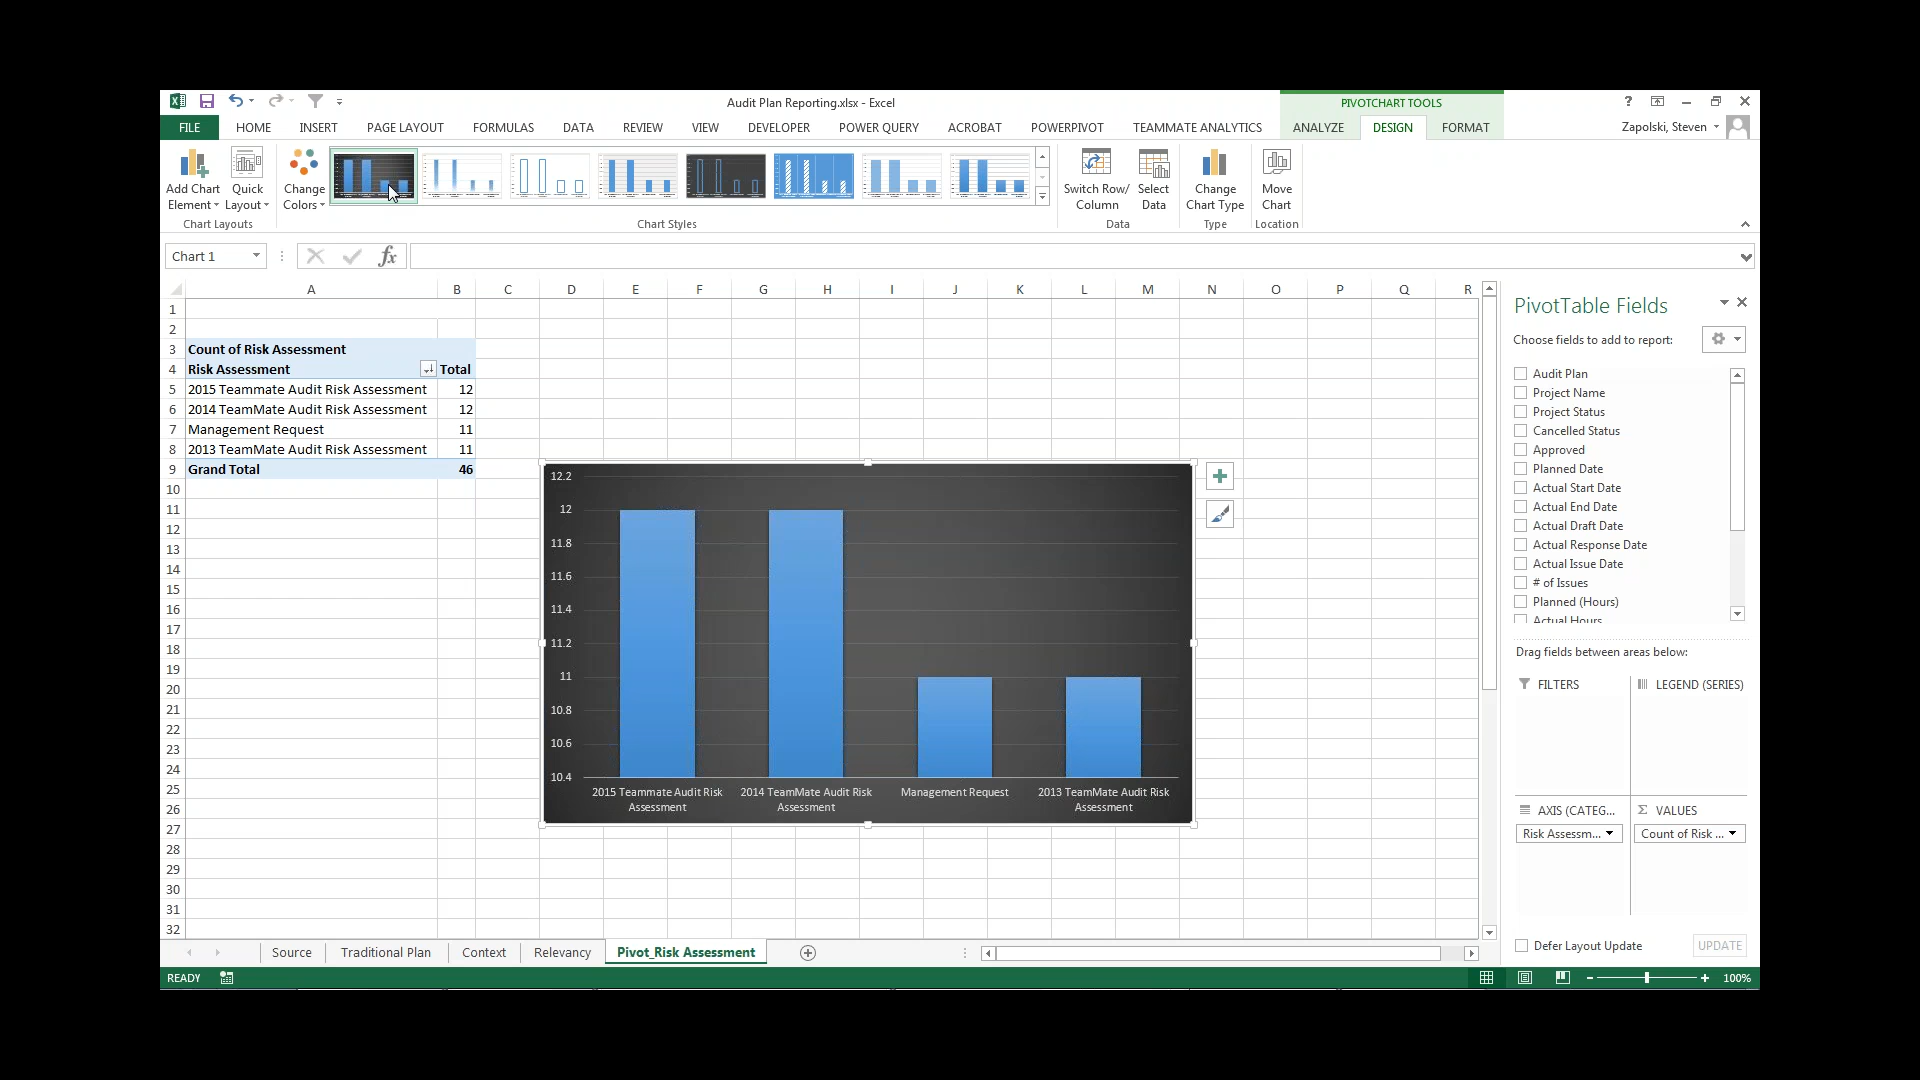 Audit Plan Reporting.xlsx - Excel
PIVOTCHART TOOLS
?
FILE HOME INSERT PAGE LAYOUT FORMULAS DATA REVIEW VIEW DEVELOPER POWER QUERY ACROBAT POWERPIVOT TEAMMATE ANALYTICS ANALYZE DESIGN FORMAT Zapolski, Steven
Add Chart Element
Quick Layout
Change Colors
Switch Row/ Column
Select Data
Change Chart Type
Move Chart
Chart Layouts Chart Styles Data Type Location
Chart 1 fx
A B C D E F G H I J K L M N O P Q R
1
2
3 Count of Risk Assessment
4 Risk Assessment Total
5 2015 Teammate Audit Risk Assessment 12
6 2014 TeamMate Audit Risk Assessment 12
7 Management Request 11
8 2013 TeamMate Audit Risk Assessment 11
9 Grand Total 46
10
11
12
13
14
15
16
17
18
19
20
21
22
23
24
25
26
27
28
29
30
31
32
12.2
12
11.8
11.6
11.4
11.2
11
10.8
10.6
10.4
2015 Teammate Audit Risk Assessment
2014 TeamMate Audit Risk Assessment
Management Request
2013 TeamMate Audit Risk Assessment
PivotTable Fields
Choose fields to add to report:
Audit Plan
Project Name
Project Status
Cancelled Status
Approved
Planned Date
Actual Start Date
Actual End Date
Actual Draft Date
Actual Response Date
Actual Issue Date
# of Issues
Planned (Hours)
Actual Hours
Drag fields between areas below:
FILTERS LEGEND (SERIES)
AXIS (CATEG... Σ VALUES
Risk Assessm... Count of Risk ...
Defer Layout Update UPDATE
Source Traditional Plan Context Relevancy Pivot_Risk Assessment
READY 100%